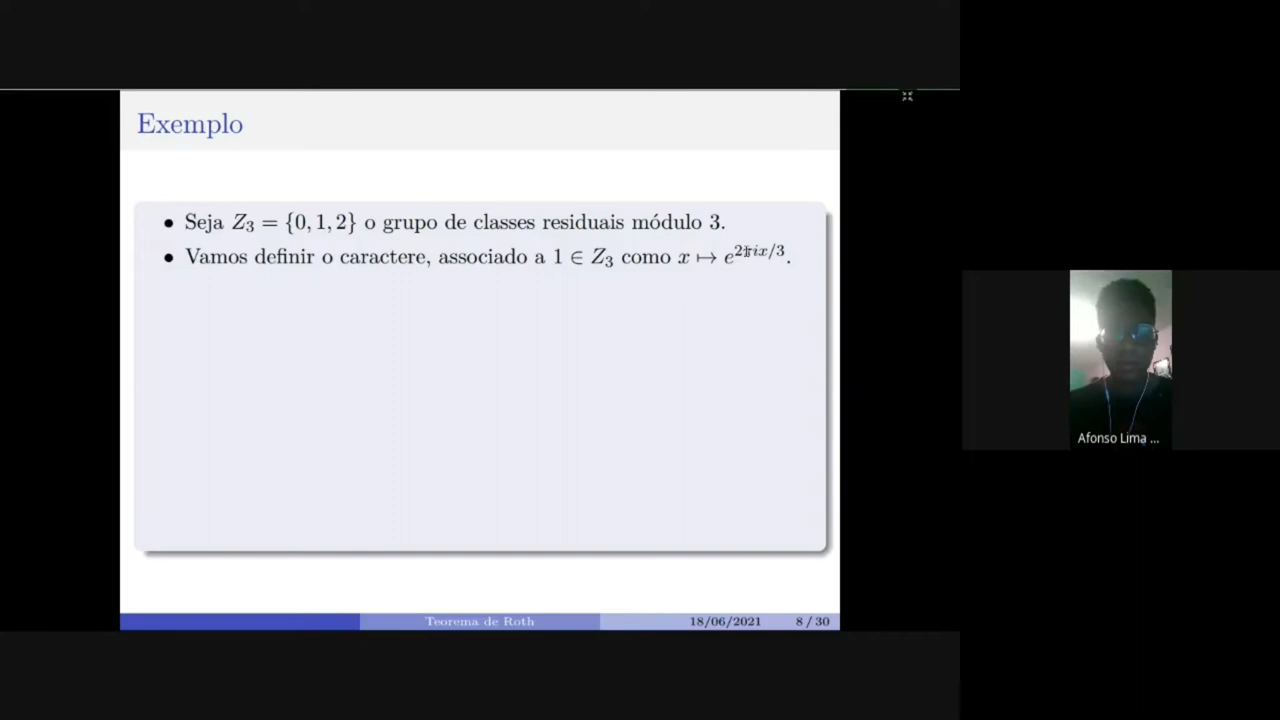 Exemplo
• Seja Z₃ = {0, 1, 2} o grupo de classes residuais módulo 3.
• Vamos definir o caractere, associado a 1 ∈ Z₃ como x ↦ e^{2πix/3}.
Afonso Lima ...
Teorema de Roth 18/06/2021 8 / 30